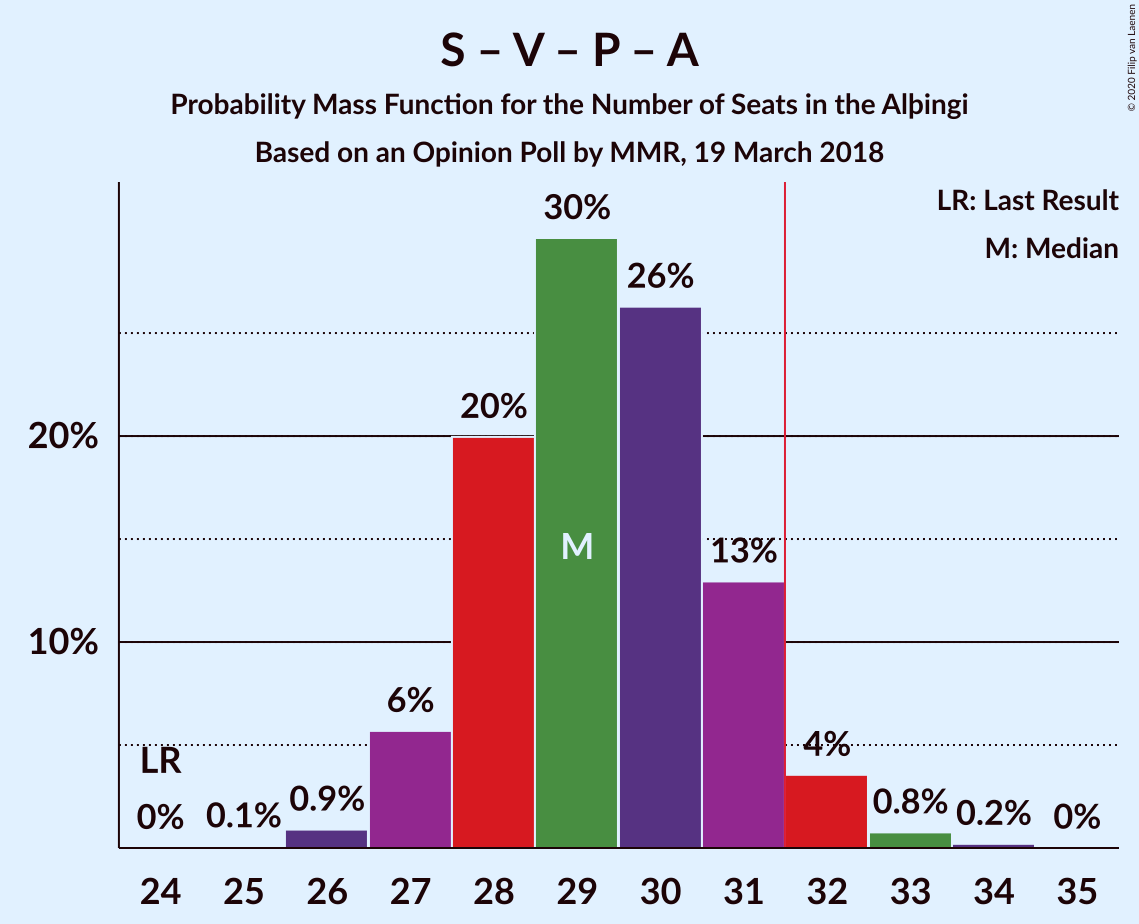 S – V – P – A
Probability Mass Function for the Number of Seats in the Alþingi
Based on an Opinion Poll by MMR, 19 March 2018
© 2020 Filip van Laenen
LR: Last Result
M: Median
30%
26%
20%
20%
M
13%
10%
6%
4%
LR
0%
0.1%
0.9%
0.8%
0.2%
0%
24 25 26 27 28 29 30 31 32 33 34 35